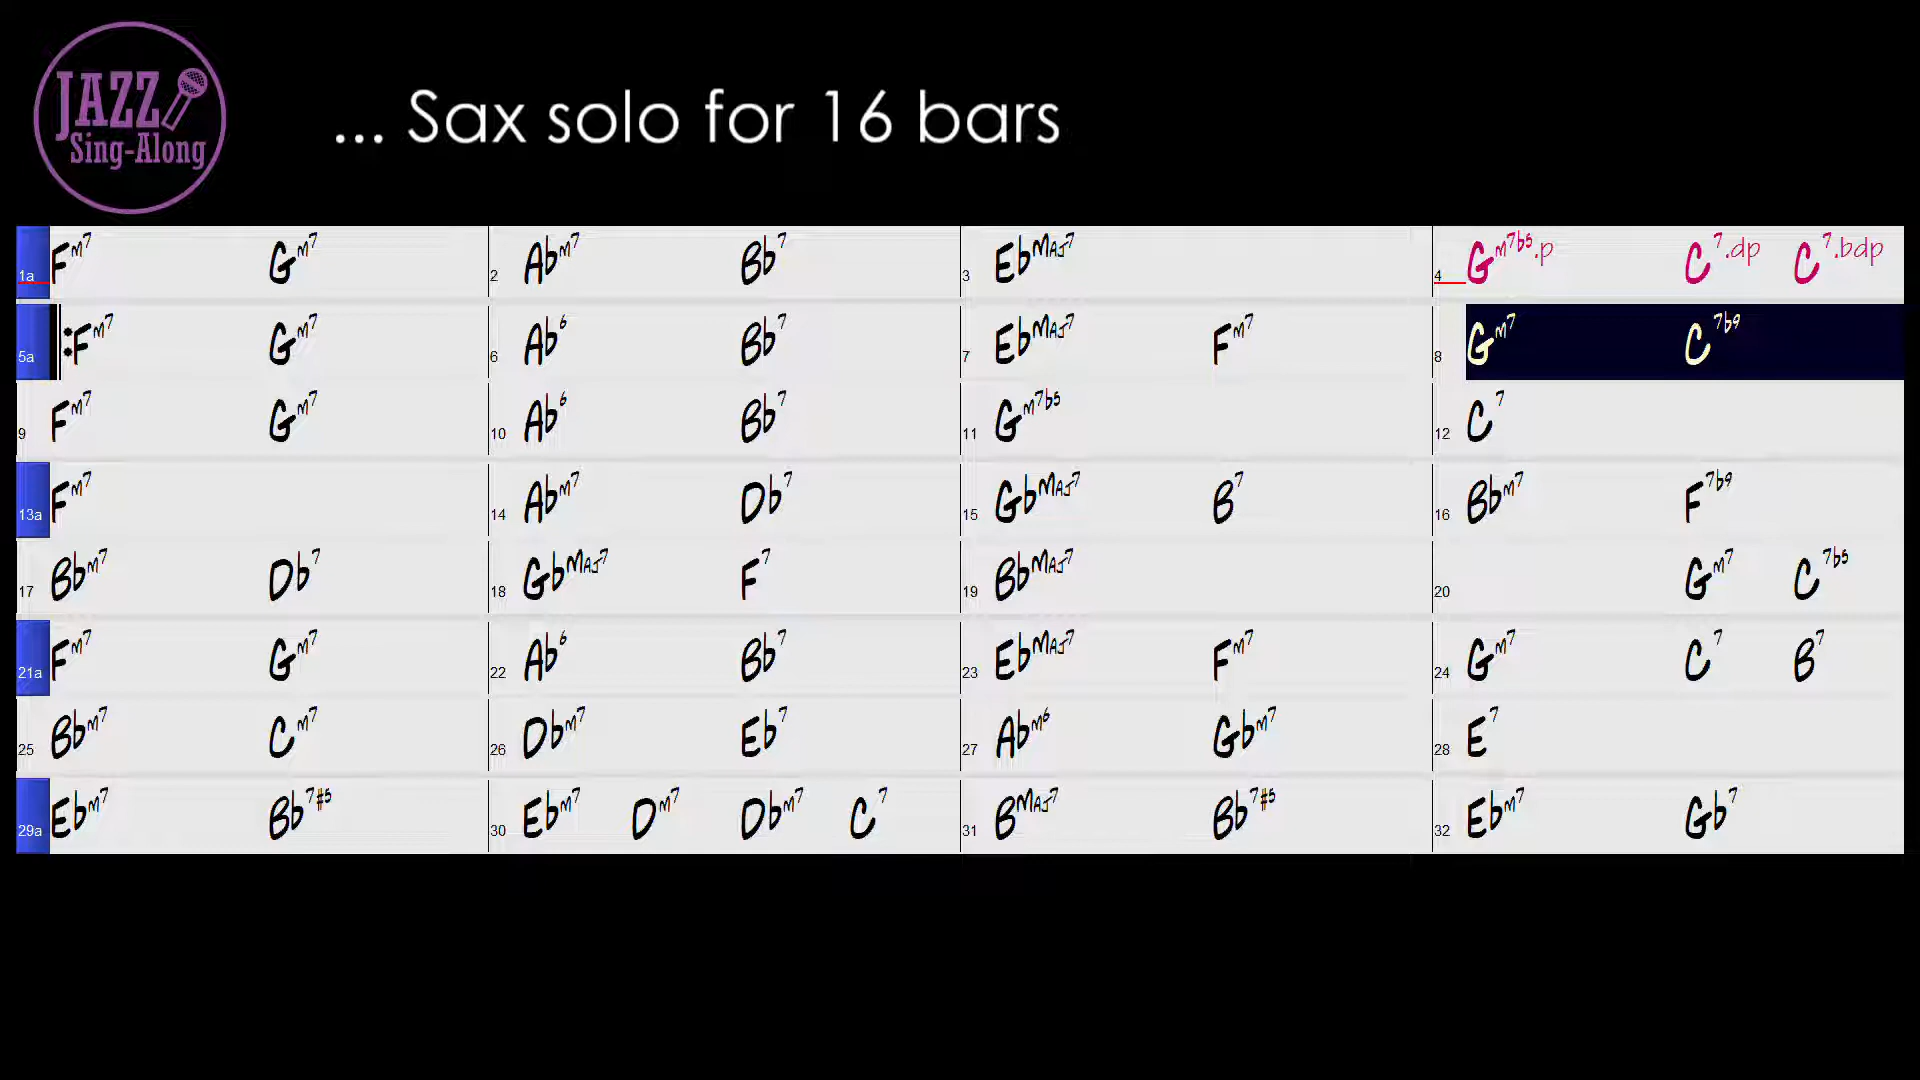 JAZZ
Sing-Along
... Sax solo for 16 bars
1a Fm7 Gm7 2 Abm7 Bb7 3 EbMAJ7 4 Gm7b5.p C7.dp C7.bdp
5a Fm7 Gm7 6 Ab6 Bb7 7 EbMAJ7 Fm7 8 Gm7 C7b9
9 Fm7 Gm7 10 Ab6 Bb7 11 Gm7b5 12 C7
13a Fm7 14 Abm7 Db7 15 GbMAJ7 B7 16 Bbm7 F7b9
17 Bbm7 Db7 18 GbMAJ7 F7 19 BbMAJ7 20 Gm7 C7b5
21a Fm7 Gm7 22 Ab6 Bb7 23 EbMAJ7 Fm7 24 Gm7 C7 B7
25 Bbm7 Cm7 26 Dbm7 Eb7 27 Abm6 Gbm7 28 E7
29a Ebm7 Bb7#5 30 Ebm7 Dm7 Dbm7 C7 31 BMAJ7 Bb7#5 32 Ebm7 Gb7